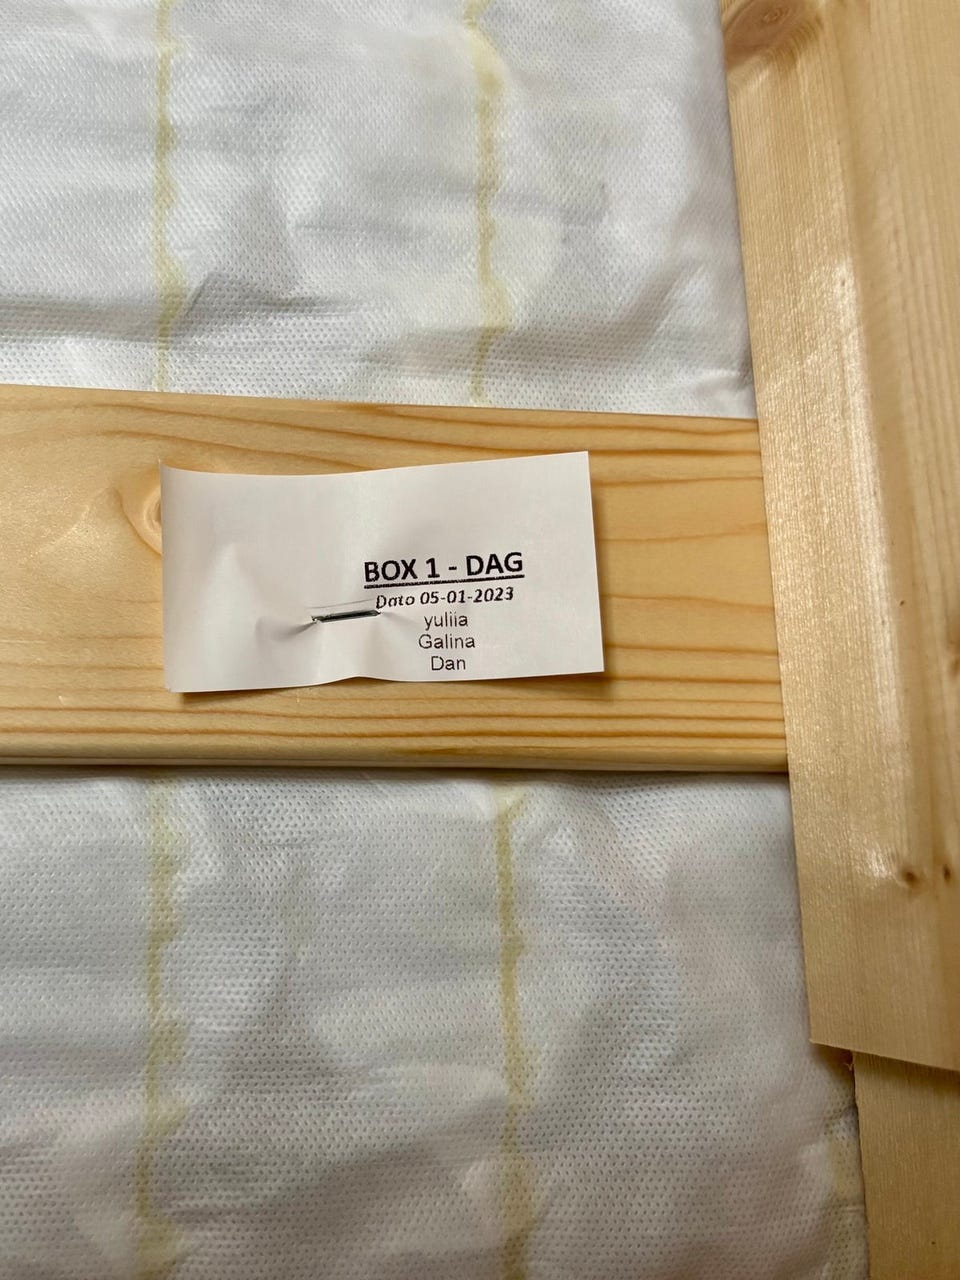 BOX 1 - DAG
Dato 05-01-2023
yuliia
Galina
Dan